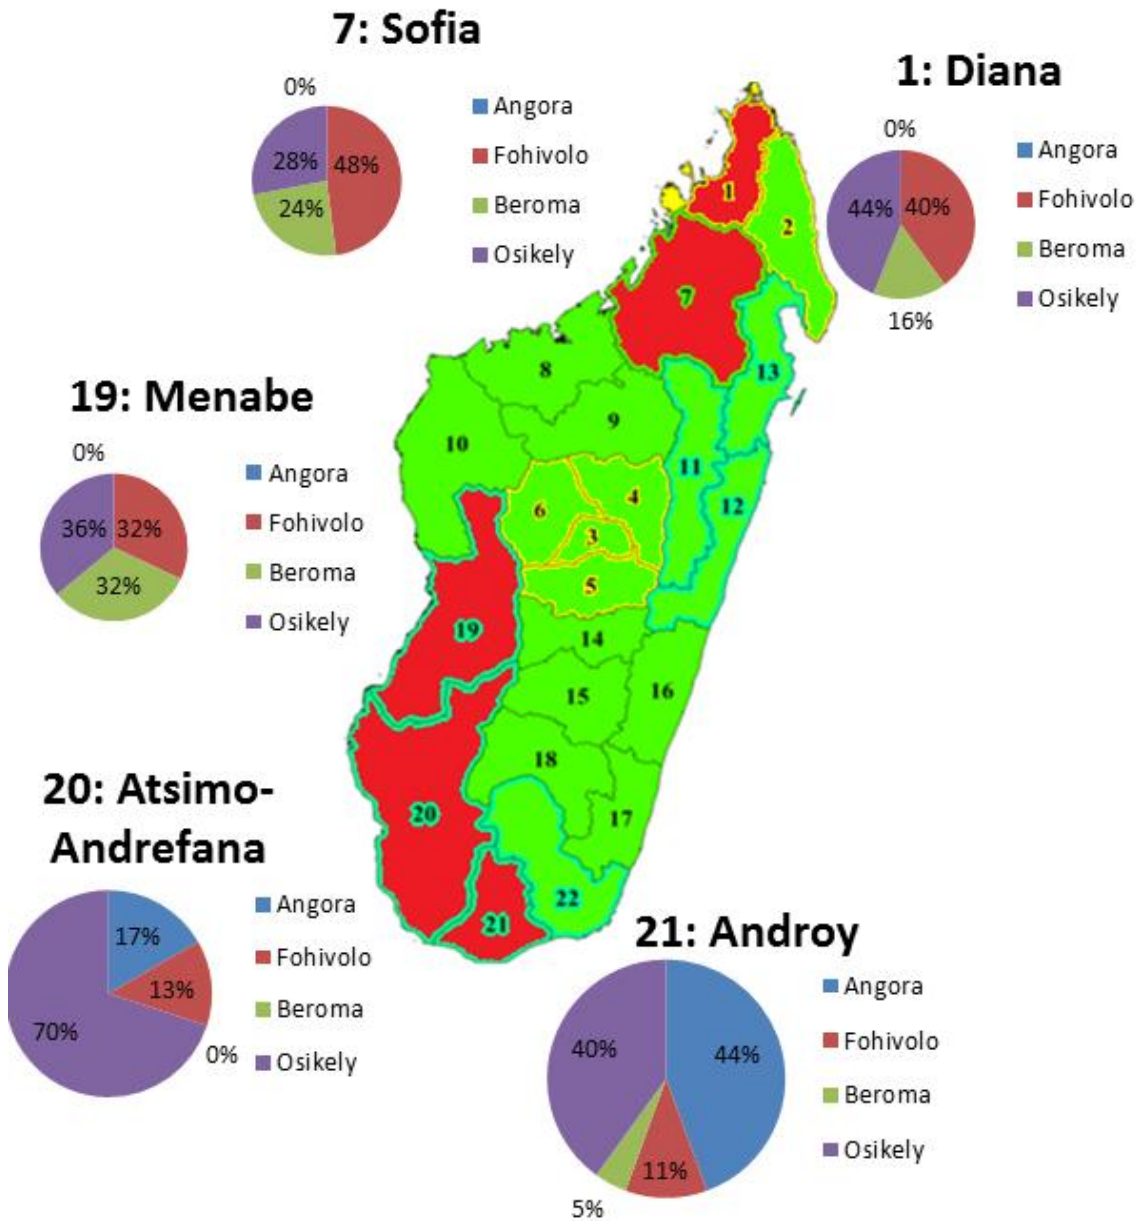 7: Sofia
0%
28%
48%
24%
Angora
Fohivolo
Beroma
Osikely
1: Diana
0%
44%
40%
16%
Angora
Fohivolo
Beroma
Osikely
19: Menabe
0%
36%
32%
32%
Angora
Fohivolo
Beroma
Osikely
20: Atsimo-
Andrefana
17%
13%
70%
0%
Angora
Fohivolo
Beroma
Osikely
21: Androy
40%
44%
11%
5%
Angora
Fohivolo
Beroma
Osikely
1
2
7
13
8
9
10
11
12
6
4
3
5
19
14
15
16
18
20
17
22
21